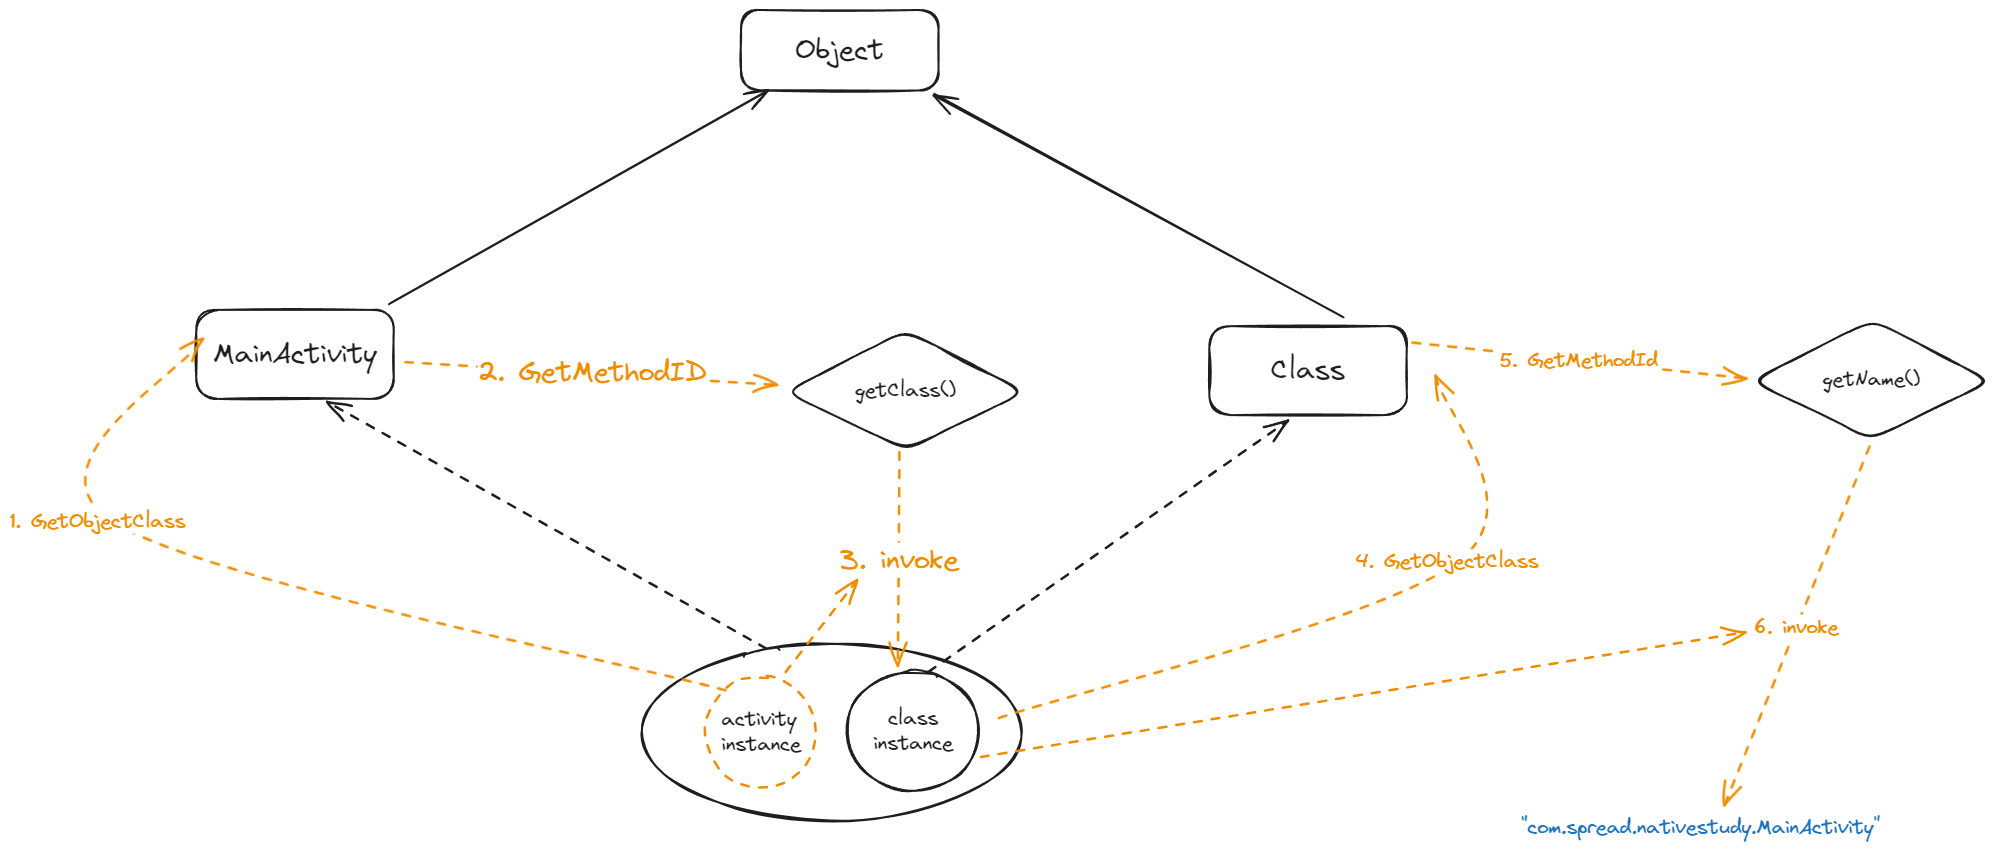 Object
MainActivity
2. GetMethodID
getClass()
Class
5. GetMethodId
getName()
1. GetObjectClass
3. invoke
4. GetObjectClass
6. invoke
activity
instance
class
instance
"com.spread.nativestudy.MainActivity"